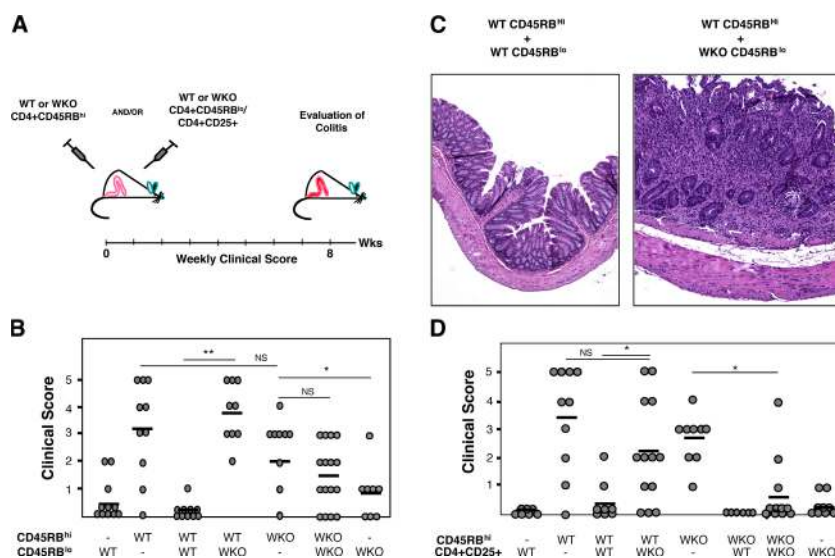 A
WT or WKO
CD4+CD45RBhi
AND/OR
WT or WKO
CD4+CD45RBlo/
CD4+CD25+
Evaluation of
Colitis
0
8
Wks
Weekly Clinical Score
B
** NS *
NS
Clinical Score
5
4
3
2
1
CD45RBhi - WT WT WT WKO WKO -
CD45RBlo WT - WT WKO - WKO WKO
C
WT CD45RBHi
+
WT CD45RBlo
WT CD45RBHi
+
WKO CD45RBlo
D
NS * *
Clinical Score
5
4
3
2
1
CD45RBhi - WT WT WT WKO WKO WKO -
CD4+CD25+ WT - WT WKO - WT WKO WKO